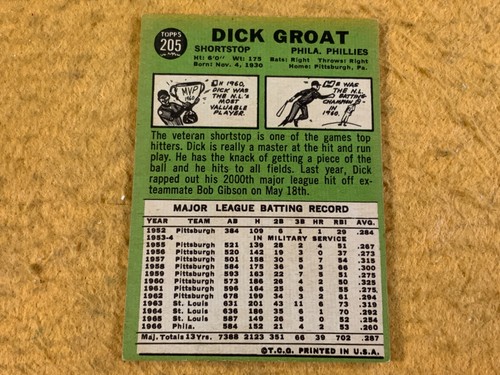 TOPPS
205
DICK GROAT
SHORTSTOP PHILA. PHILLIES
Ht: 6'0" Wt: 175 Bats: Right Throws: Right
Born: Nov. 4, 1930 Home: Pittsburgh, Pa.
MVP
IN 1960,
DICK WAS
THE N.L'S
MOST
VALUABLE
PLAYER.
HE WAS
THE N.L.
BATTING
CHAMPION
IN
1960.
The veteran shortstop is one of the games top
hitters. Dick is really a master at the hit and run
play. He has the knack of getting a piece of the
ball and he hits to all fields. Last year, Dick
rapped out his 2000th major league hit off ex-
teammate Bob Gibson on May 18th.
MAJOR LEAGUE BATTING RECORD
YEAR TEAM AB H 2B 3B HR RBI AVG.
1952 Pittsburgh 384 109 6 1 1 29 .284
1953-4 IN MILITARY SERVICE
1955 Pittsburgh 521 139 28 2 4 51 .267
1956 Pittsburgh 520 142 19 3 0 37 .273
1957 Pittsburgh 501 158 30 5 7 54 .315
1958 Pittsburgh 584 175 36 9 3 66 .300
1959 Pittsburgh 593 163 22 7 5 51 .275
1960 Pittsburgh 573 186 26 4 2 50 .325
1961 Pittsburgh 596 164 25 6 6 55 .275
1962 Pittsburgh 678 199 34 3 2 61 .294
1963 St. Louis 631 201 43 11 6 73 .319
1964 St. Louis 636 186 35 6 1 70 .292
1965 St. Louis 587 149 26 5 0 52 .254
1966 Phila. 584 152 21 4 2 53 .260
Maj. Totals 13 Yrs. 7388 2123 351 66 39 702 .287
©T.C.G. PRINTED IN U.S.A.